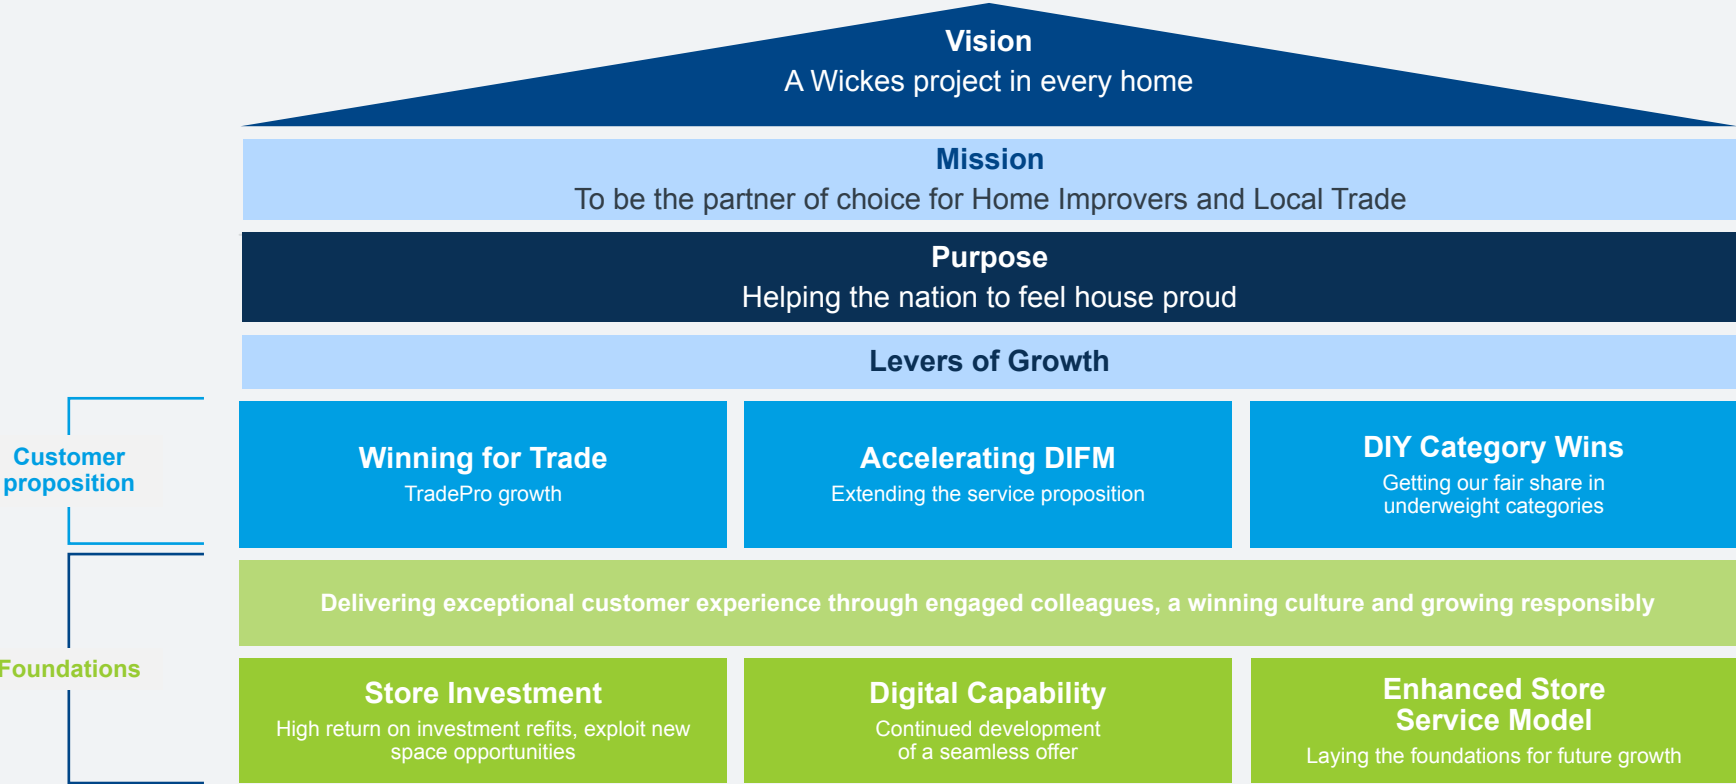 Vision
A Wickes project in every home
Mission
To be the partner of choice for Home Improvers and Local Trade
Purpose
Helping the nation to feel house proud
Levers of Growth
Customer
proposition
Winning for Trade
TradePro growth
Accelerating DIFM
Extending the service proposition
DIY Category Wins
Getting our fair share in
underweight categories
Foundations
Delivering exceptional customer experience through engaged colleagues, a winning culture and growing responsibly
Store Investment
High return on investment refits, exploit new
space opportunities
Digital Capability
Continued development
of a seamless offer
Enhanced Store
Service Model
Laying the foundations for future growth